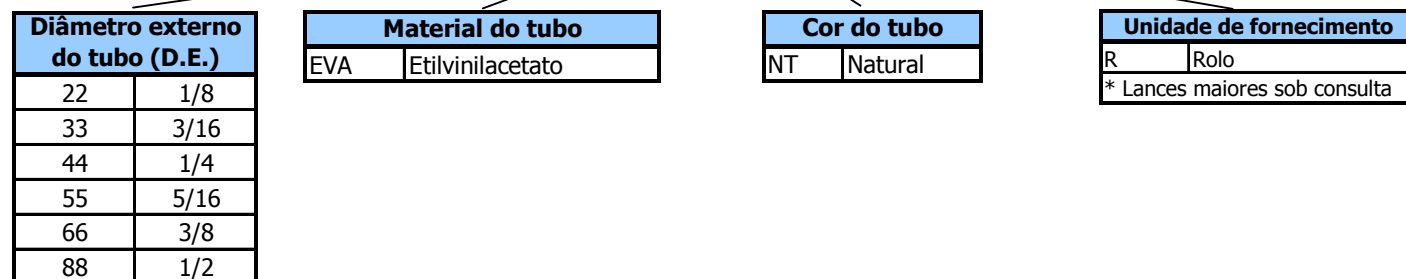 Diâmetro externo
do tubo (D.E.)
22 1/8
33 3/16
44 1/4
55 5/16
66 3/8
88 1/2
Material do tubo
EVA Etilvinilacetato
Cor do tubo
NT Natural
Unidade de fornecimento
R Rolo
* Lances maiores sob consulta